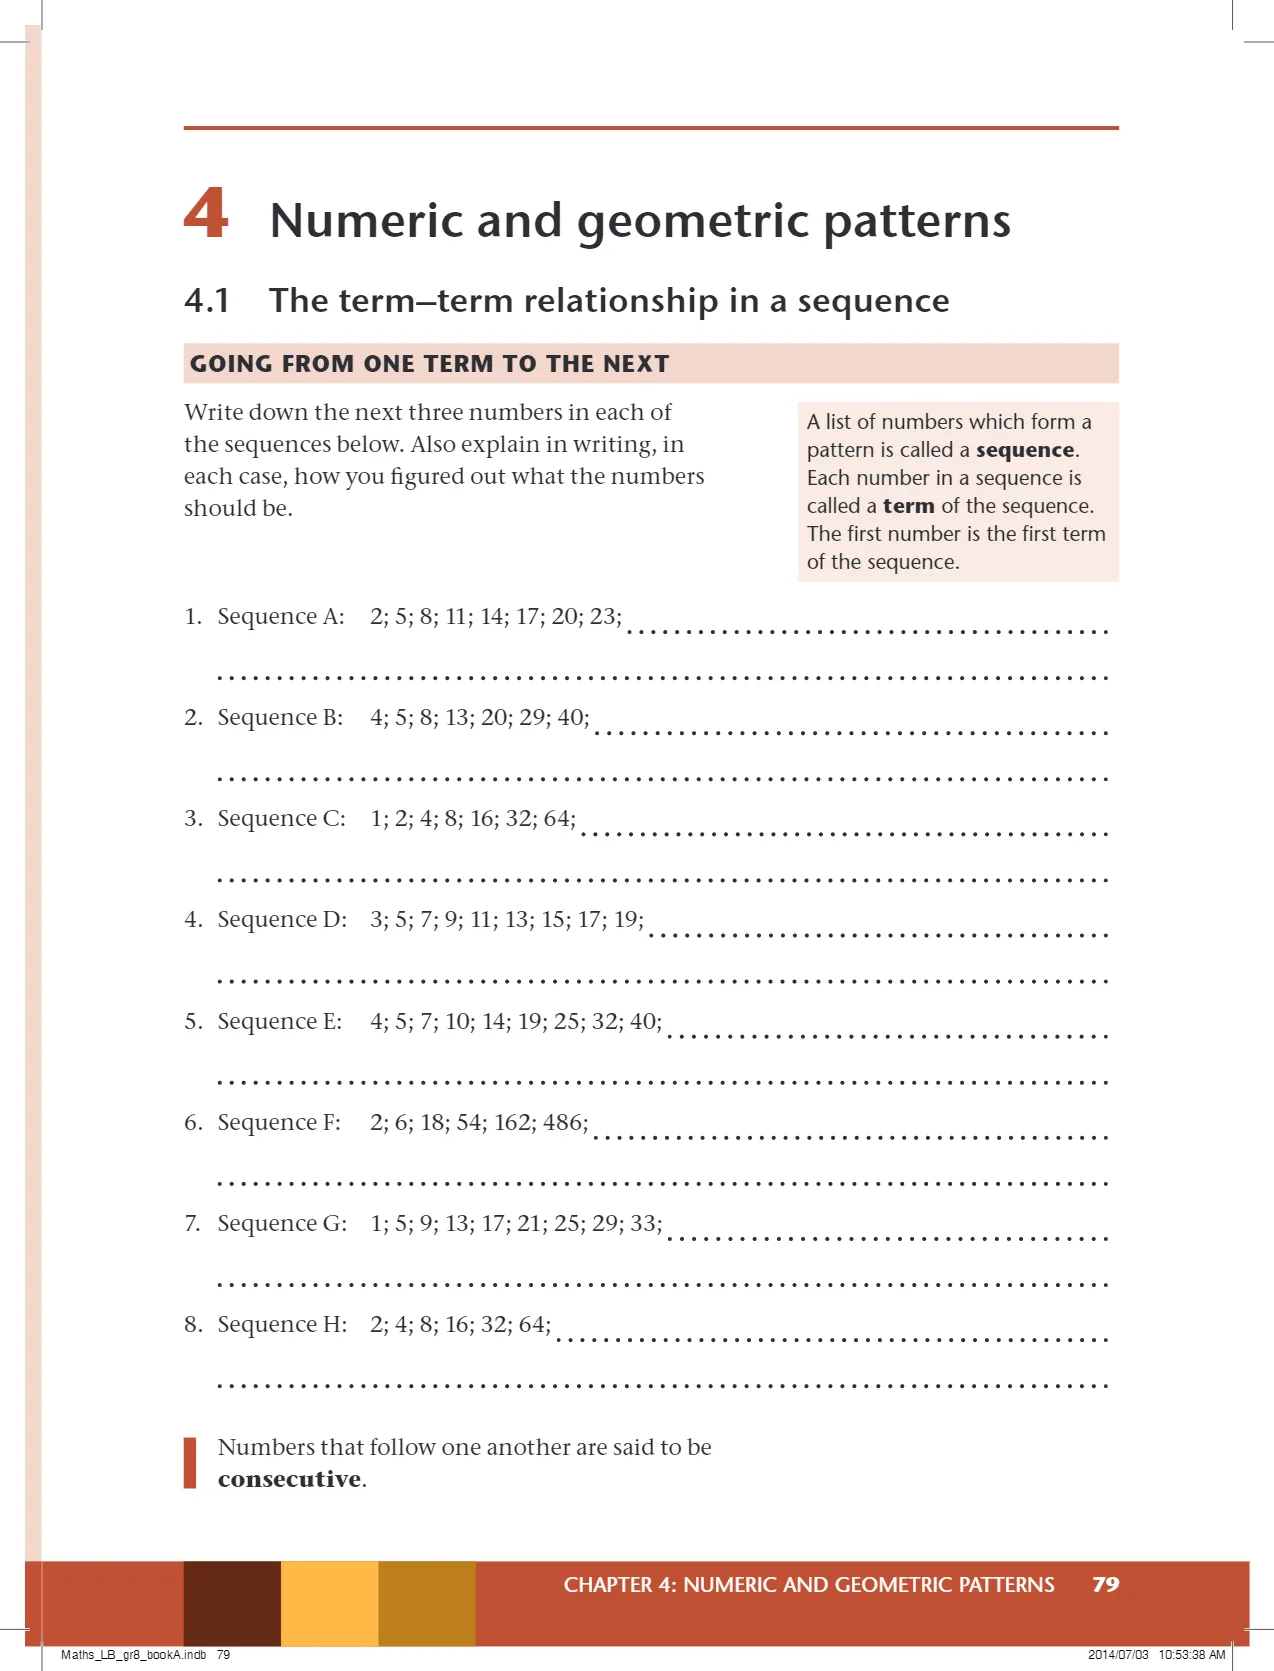 4 Numeric and geometric patterns
4.1 The term–term relationship in a sequence
GOING FROM ONE TERM TO THE NEXT
Write down the next three numbers in each of
the sequences below. Also explain in writing, in
each case, how you figured out what the numbers
should be.
A list of numbers which form a
pattern is called a sequence.
Each number in a sequence is
called a term of the sequence.
The first number is the first term
of the sequence.
1. Sequence A: 2; 5; 8; 11; 14; 17; 20; 23;
2. Sequence B: 4; 5; 8; 13; 20; 29; 40;
3. Sequence C: 1; 2; 4; 8; 16; 32; 64;
4. Sequence D: 3; 5; 7; 9; 11; 13; 15; 17; 19;
5. Sequence E: 4; 5; 7; 10; 14; 19; 25; 32; 40;
6. Sequence F: 2; 6; 18; 54; 162; 486;
7. Sequence G: 1; 5; 9; 13; 17; 21; 25; 29; 33;
8. Sequence H: 2; 4; 8; 16; 32; 64;
Numbers that follow one another are said to be
consecutive.
CHAPTER 4: NUMERIC AND GEOMETRIC PATTERNS 79
Maths_LB_gr8_bookA.indb 79 2014/07/03 10:53:38 AM